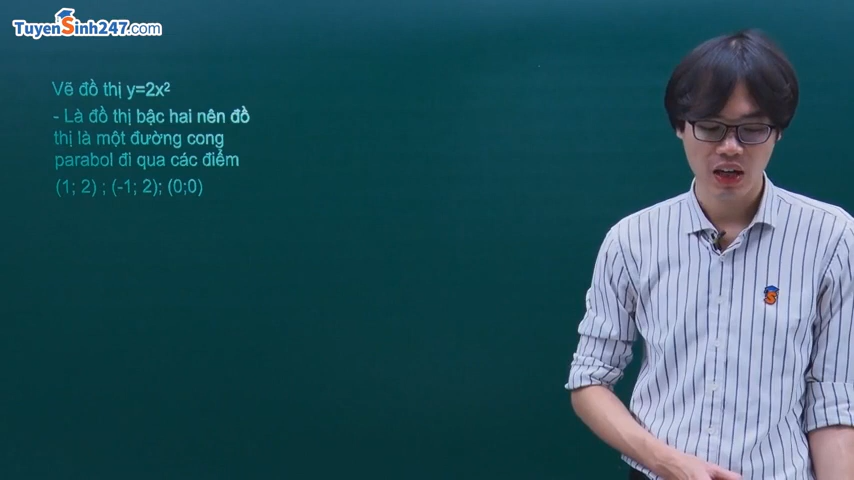 TuyenSinh247.com
Vẽ đồ thị y=2x²
- Là đồ thị bậc hai nên đồ
thị là một đường cong
parabol đi qua các điểm
(1; 2) ; (-1; 2); (0;0)
S